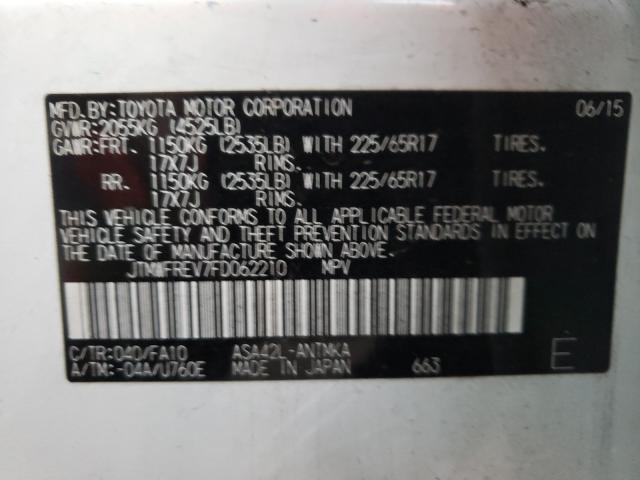 MFD.BY:TOYOTA MOTOR CORPORATION 06/15
GVWR:2055KG (4525LB)
GAWR:FRT. 1150KG (2535LB) WITH 225/65R17 TIRES.
17X7J RIMS.
RR. 1150KG (2535LB) WITH 225/65R17 TIRES.
17X7J RIMS.
THIS VEHICLE CONFORMS TO ALL APPLICABLE FEDERAL MOTOR
VEHICLE SAFETY AND THEFT PREVENTION STANDARDS IN EFFECT ON
THE DATE OF MANUFACTURE SHOWN ABOVE.
JTMWFREV7FD062210 MPV
C/TR:040/FA10 ASA42L-ANTMKA
A/TM:-04A/U760E MADE IN JAPAN 663 E